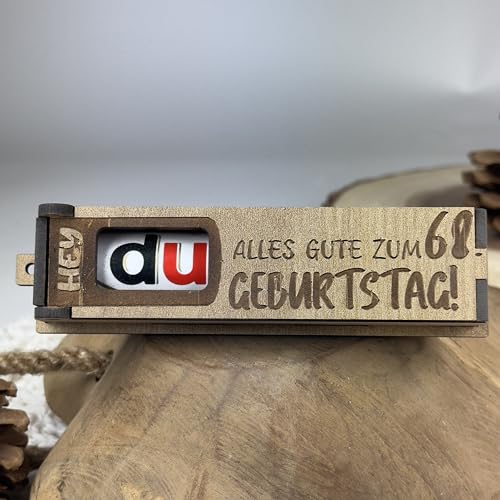 HEY
du
ALLES GUTE ZUM 60!
GEBURTSTAG!